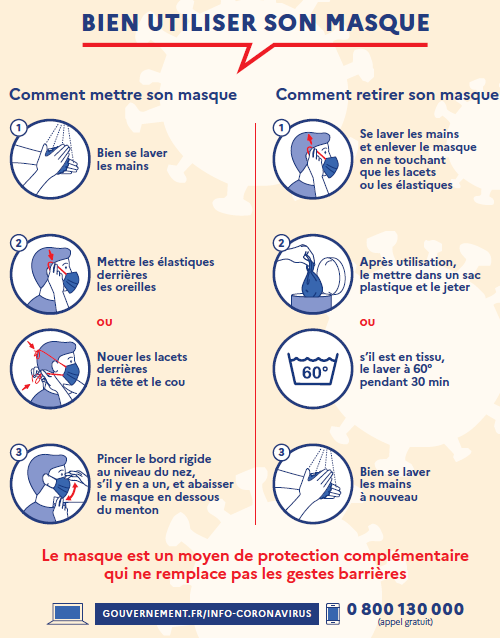 BIEN UTILISER SON MASQUE
Comment mettre son masque
1
Bien se laver
les mains
2
Mettre les élastiques
derrières
les oreilles
OU
Nouer les lacets
derrières
la tête et le cou
3
Pincer le bord rigide
au niveau du nez,
s'il y en a un, et abaisser
le masque en dessous
du menton
Comment retirer son masque
1
Se laver les mains
et enlever le masque
en ne touchant
que les lacets
ou les élastiques
2
Après utilisation,
le mettre dans un sac
plastique et le jeter
OU
60°
s'il est en tissu,
le laver à 60°
pendant 30 min
3
Bien se laver
les mains
à nouveau
Le masque est un moyen de protection complémentaire
qui ne remplace pas les gestes barrières
GOUVERNEMENT.FR/INFO-CORONAVIRUS
0 800 130 000
(appel gratuit)